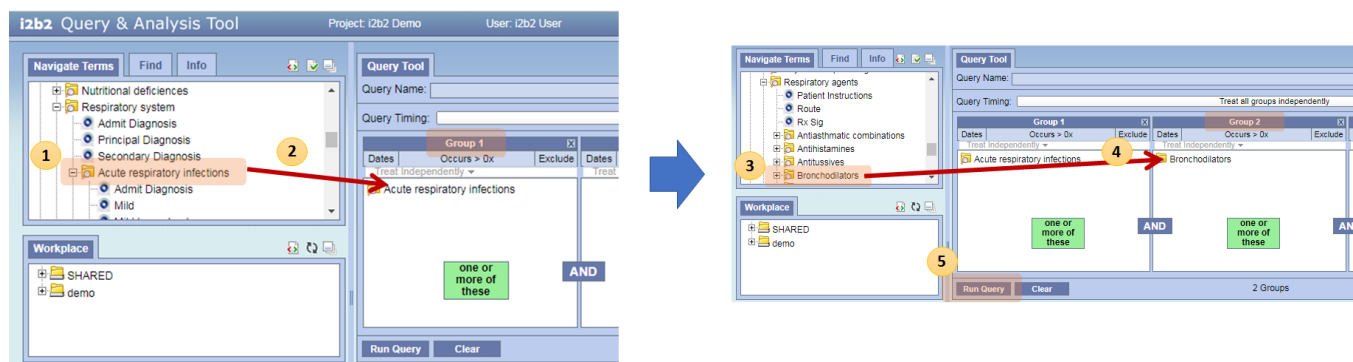 i2b2 Query & Analysis Tool Project: i2b2 Demo User: i2b2 User
Navigate Terms Find Info
Nutritional deficiences
Respiratory system
Admit Diagnosis
Principal Diagnosis
Secondary Diagnosis
Acute respiratory infections
Admit Diagnosis
Mild
1
2
Workplace
SHARED
demo
Query Tool
Query Name:
Query Timing:
Group 1 X
Dates Occurs > 0x Exclude Dates
Treat Independently Treat
Acute respiratory infections
one or
more of
these
AND
Run Query Clear
Navigate Terms Find Info
Respiratory agents
Patient Instructions
Route
Rx Sig
Antiasthmatic combinations
Antihistamines
Antitussives
Bronchodilators
3
4
Workplace
SHARED
demo
Query Tool
Query Name:
Query Timing: Treat all groups independently
Group 1 X Group 2 X
Dates Occurs > 0x Exclude Dates Occurs > 0x Exclude
Treat Independently Treat Independently
Acute respiratory infections Bronchodilators
one or
more of
these
AND
one or
more of
these
AN
5
Run Query Clear 2 Groups